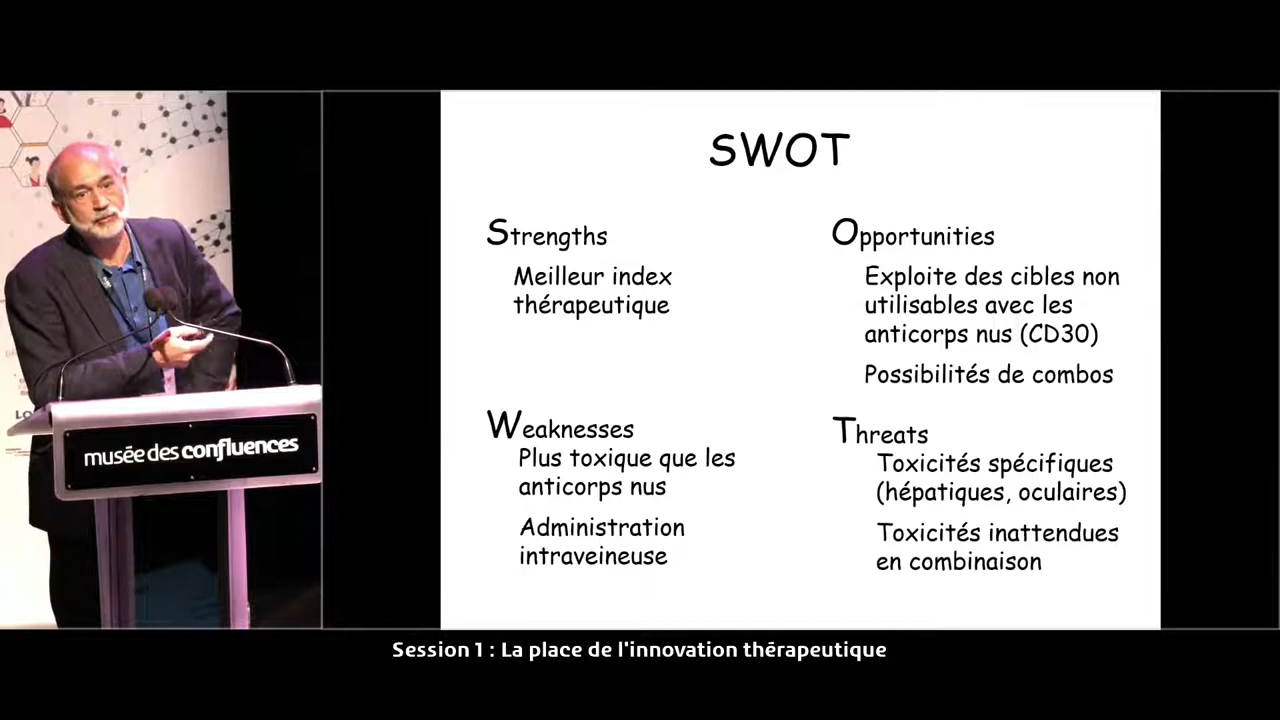 SWOT
Strengths
Meilleur index
thérapeutique
Opportunities
Exploite des cibles non
utilisables avec les
anticorps nus (CD30)
Possibilités de combos
Weaknesses
Plus toxique que les
anticorps nus
Administration
intraveineuse
Threats
Toxicités spécifiques
(hépatiques, oculaires)
Toxicités inattendues
en combinaison
musée des confluences
Session 1 : La place de l'innovation thérapeutique